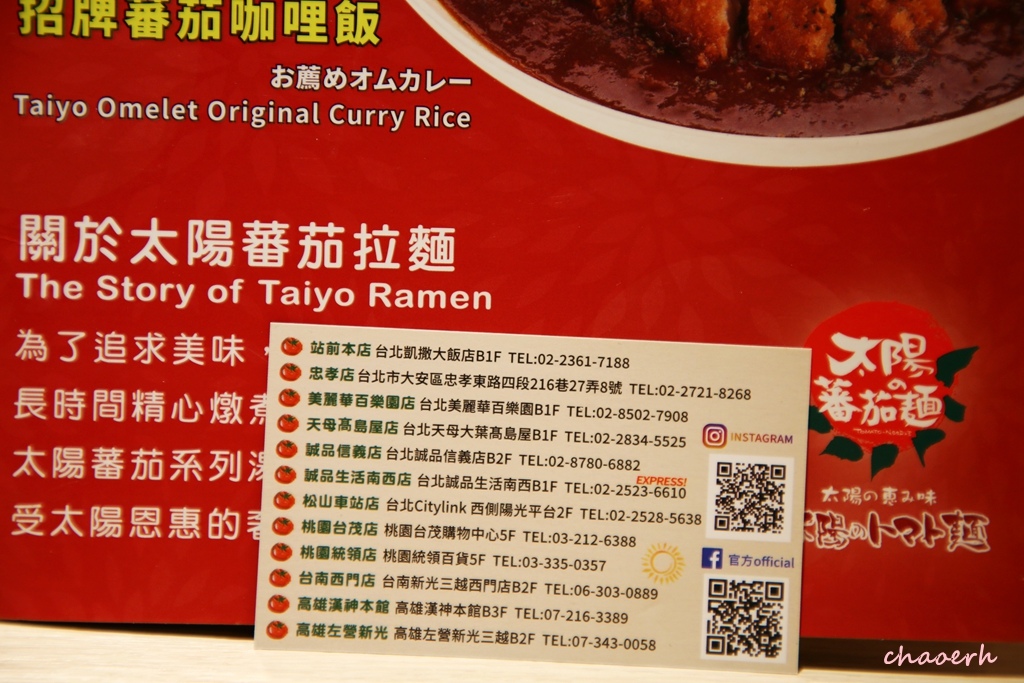 招牌蕃茄咖哩飯
お薦めオムカレー
Taiyo Omelet Original Curry Rice
關於太陽蕃茄拉麵
The Story of Taiyo Ramen
為了追求美味，
長時間精心燉煮
太陽蕃茄系列湯
受太陽恩惠的蕃
站前本店 台北凱撒大飯店B1F TEL:02-2361-7188
忠孝店 台北市大安區忠孝東路四段216巷27弄8號 TEL:02-2721-8268
美麗華百樂園店 台北美麗華百樂園B1F TEL:02-8502-7908
天母髙島屋店 台北天母大葉髙島屋B1F TEL:02-2834-5525
誠品信義店 台北誠品信義店B2F TEL:02-8780-6882
誠品生活南西店 台北誠品生活南西B1F TEL:02-2523-6610
EXPRESS!
松山車站店 台北Citylink 西側陽光平台2F TEL:02-2528-5638
桃園台茂店 桃園台茂購物中心5F TEL:03-212-6388
桃園統領店 桃園統領百貨5F TEL:03-335-0357
台南西門店 台南新光三越西門店B2F TEL:06-303-0889
高雄漢神本館 高雄漢神本館B3F TEL:07-216-3389
高雄左營新光 高雄左營新光三越B2F TEL:07-343-0058
INSTAGRAM
官方official
太陽
の
蕃茄麺
太陽の恵み味
太陽のトマト麺
chaoerh